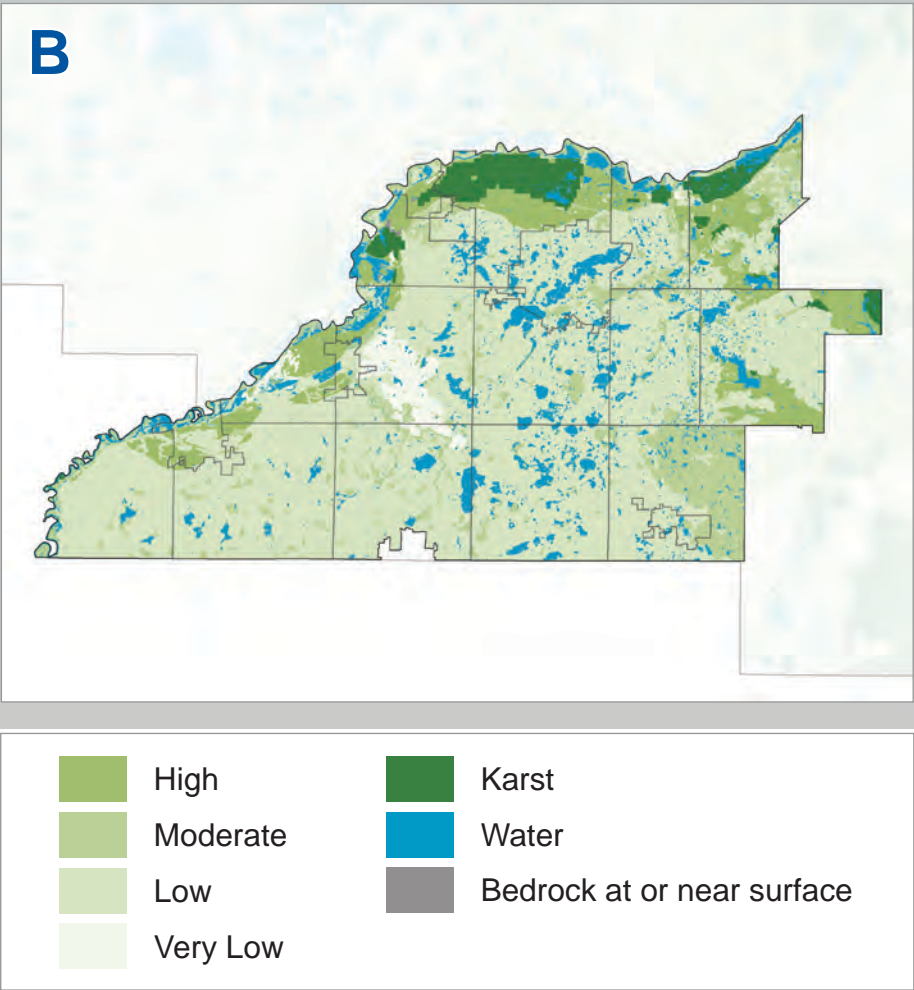 B
High
Moderate
Low
Very Low
Karst
Water
Bedrock at or near surface